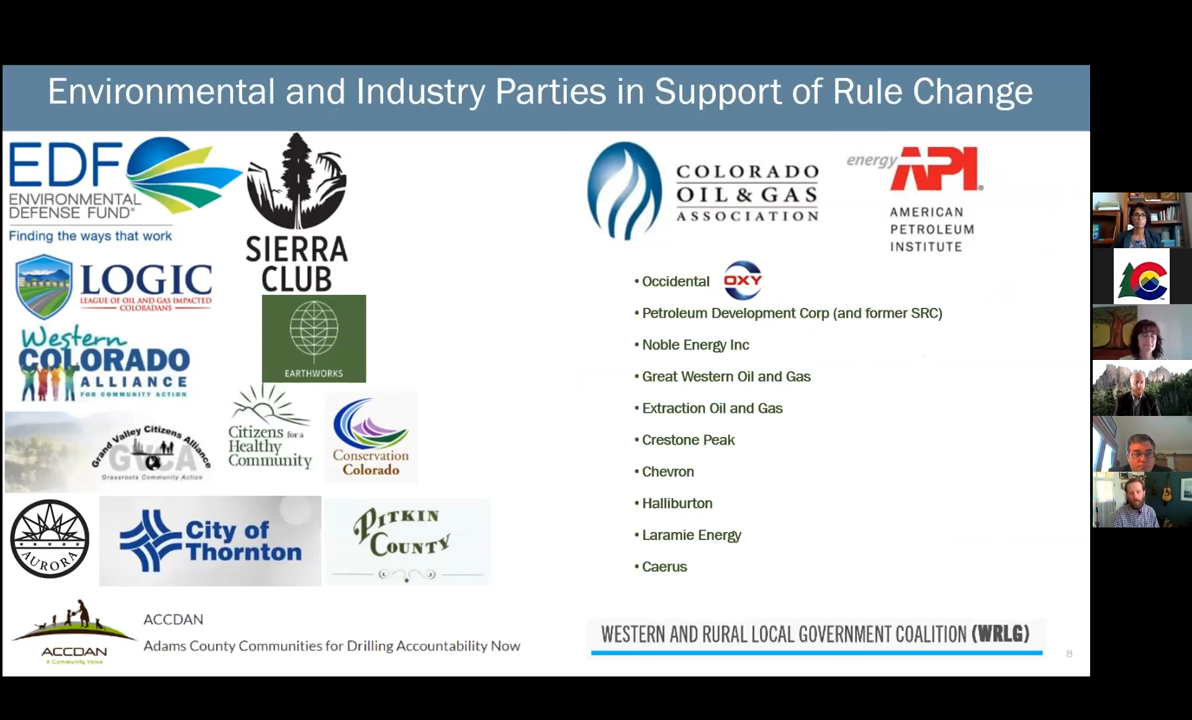 Environmental and Industry Parties in Support of Rule Change
EDF
ENVIRONMENTAL
DEFENSE FUND®
Finding the ways that work
SIERRA
CLUB
LOGIC
LEAGUE OF OIL AND GAS IMPACTED
COLORADANS
EARTHWORKS
Western
COLORADO
ALLIANCE
FOR COMMUNITY ACTION
Grand Valley Citizens Alliance
GVCA
Grassroots Community Action
Citizens for a
Healthy
Community
Conservation
Colorado
AURORA
City of
Thornton
PITKIN
COUNTY
ACCDAN
A Community Voice
ACCDAN
Adams County Communities for Drilling Accountability Now
COLORADO
OIL & GAS
ASSOCIATION
energy API®
AMERICAN
PETROLEUM
INSTITUTE
• Occidental OXY
• Petroleum Development Corp (and former SRC)
• Noble Energy Inc
• Great Western Oil and Gas
• Extraction Oil and Gas
• Crestone Peak
• Chevron
• Halliburton
• Laramie Energy
• Caerus
WESTERN AND RURAL LOCAL GOVERNMENT COALITION (WRLG)
8